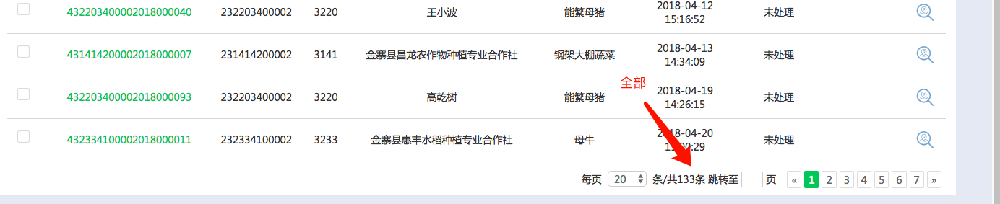 432203400002018000040 232203400002 3220 王小波 能繁母猪 2018-04-12 15:16:52 未处理
431414200002018000007 231414200002 3141 金寨县昌龙农作物种植专业合作社 钢架大棚蔬菜 2018-04-13 14:34:09 未处理
全部
432203400002018000093 232203400002 3220 高乾树 能繁母猪 2018-04-19 14:26:15 未处理
432334100002018000011 232334100002 3233 金寨县惠丰水稻种植专业合作社 母牛 2018-04-20 :00:29 未处理
每页 20 条/共133条 跳转至 页 « 1 2 3 4 5 6 7 »